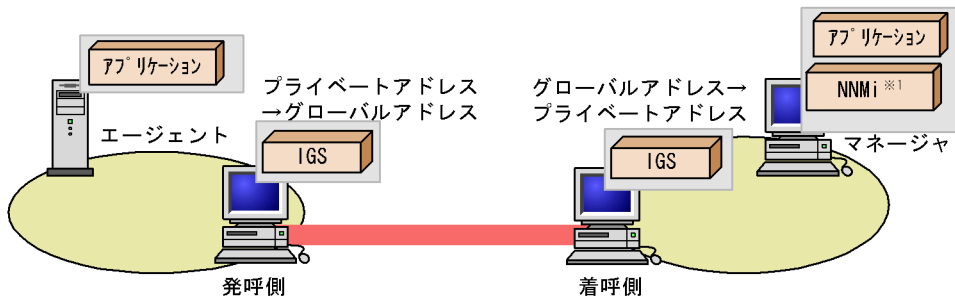 アプリケーション
エージェント
プライベートアドレス
→グローバルアドレス
IGS
発呼側
グローバルアドレス→
プライベートアドレス
IGS
着呼側
アプリケーション
NNMi ※1
マネージャ